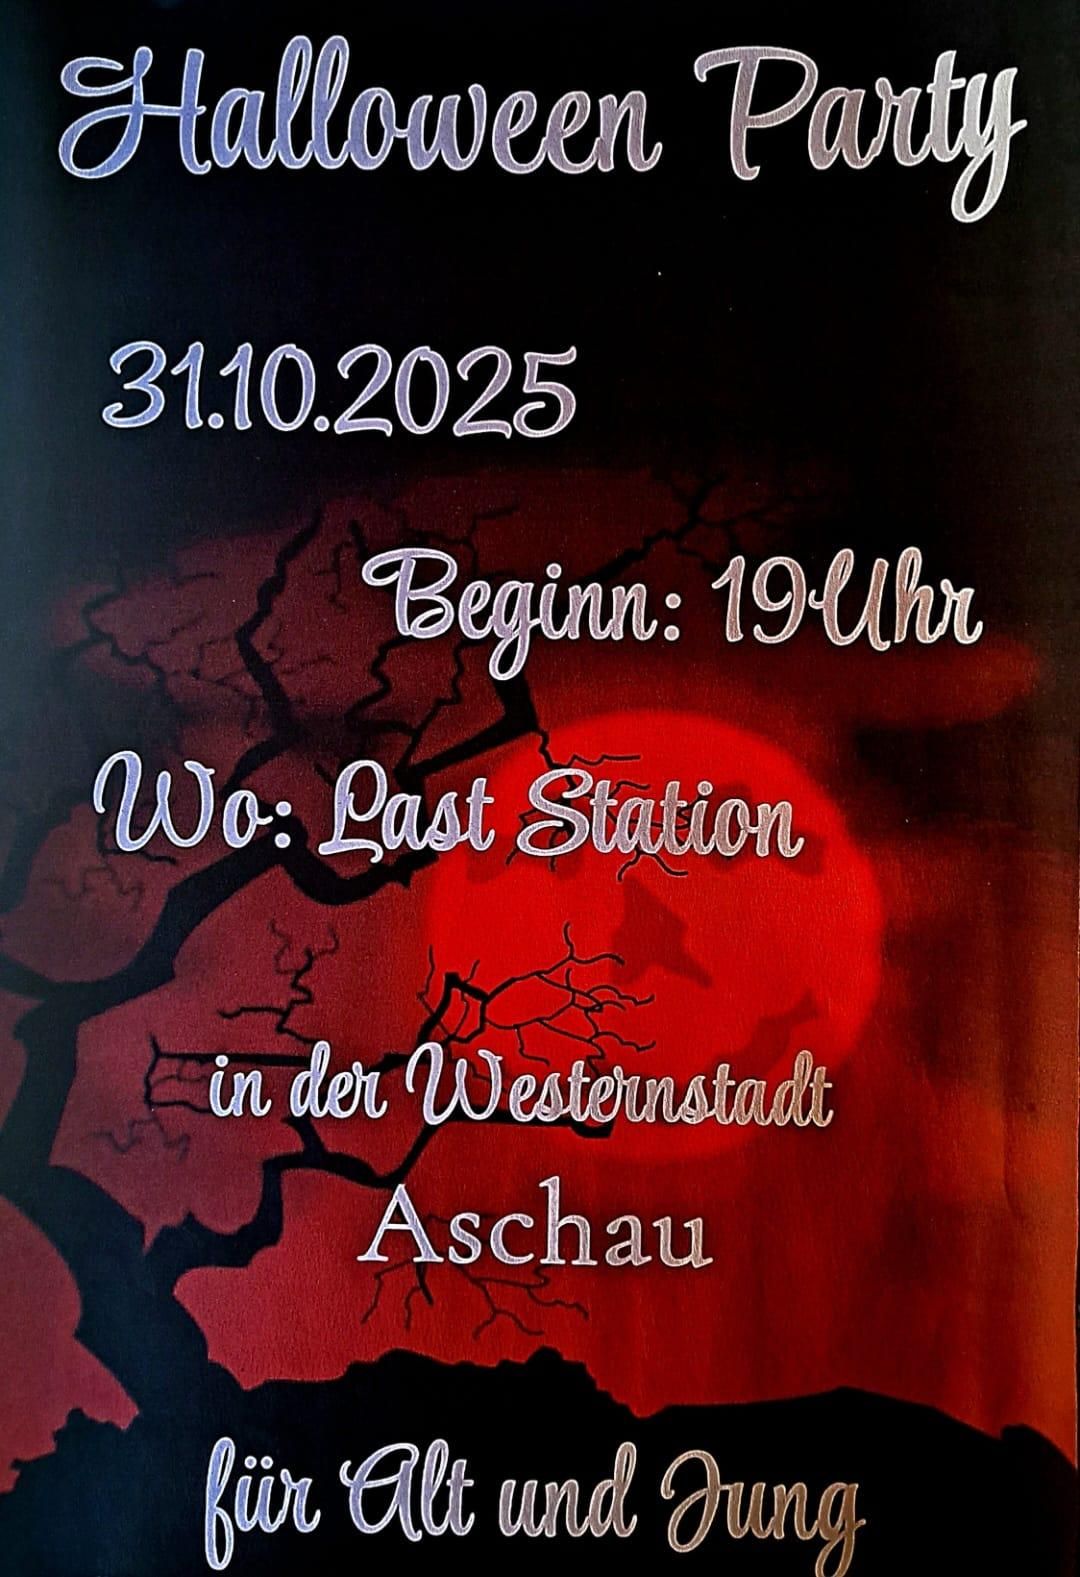 Halloween Party
31.10.2025
Beginn: 19Uhr
Wo: Last Station
in der Westernstadt
Aschau
für Alt und Jung